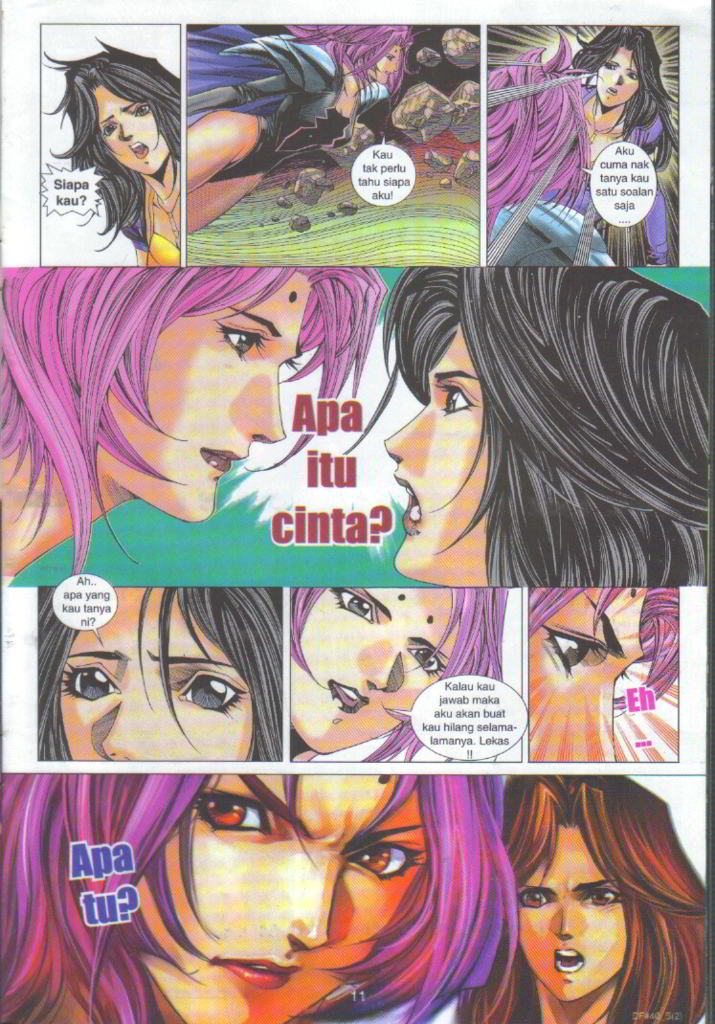 Siapa
kau?
Kau
tak perlu
tahu siapa
aku!
Aku
cuma nak
tanya kau
satu soalan
saja
....
Apa
itu
cinta?
Ah..
apa yang
kau tanya
ni?
Kalau kau
jawab maka
aku akan buat
kau hilang selama-
lamanya. Lekas
!!
Eh
...
Apa
tu?
11